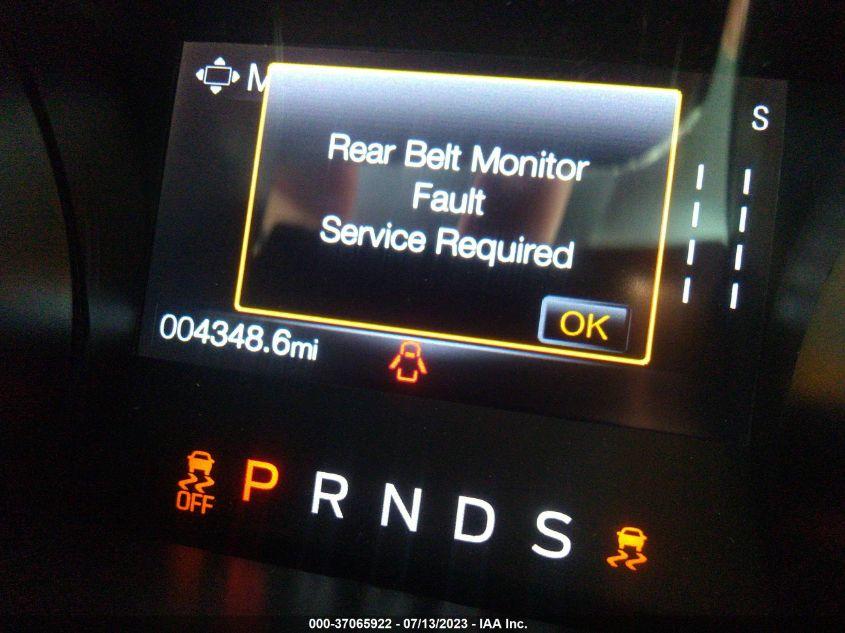 M
S
Rear Belt Monitor
Fault
Service Required
OK
004348.6mi
OFF
P R N D S
000-37065922 - 07/13/2023 - IAA Inc.